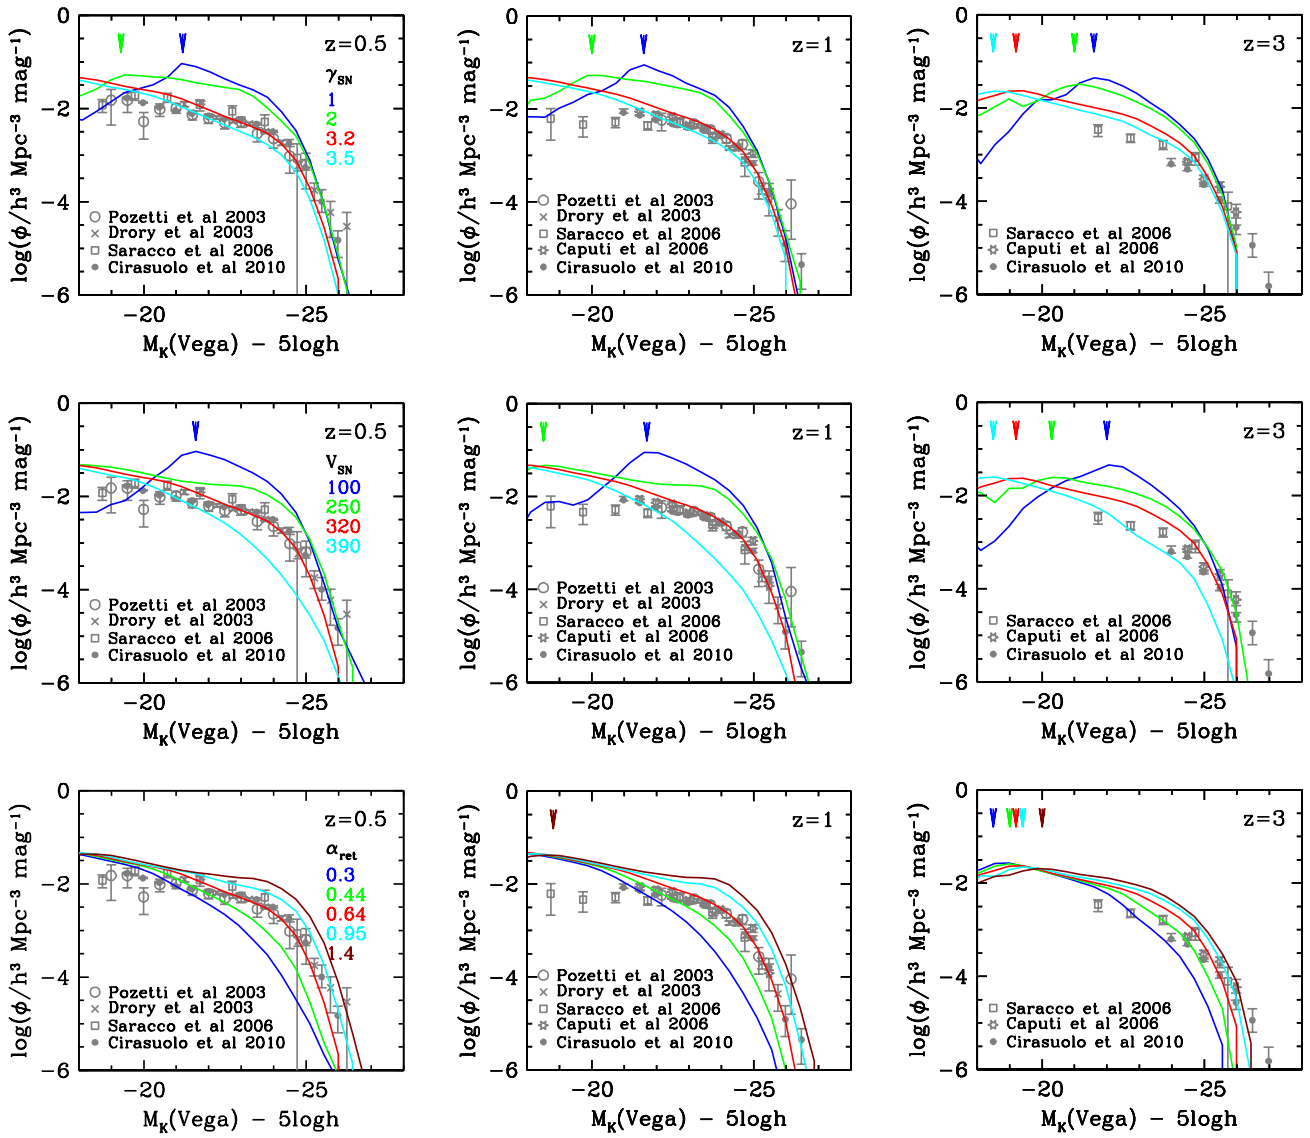 0
−2
−4
−6
−20
−25
log(ϕ/h³ Mpc⁻³ mag⁻¹)
M_K(Vega) − 5logh
z=0.5
γ_SN
1
2
3.2
3.5
Pozetti et al 2003
Drory et al 2003
Saracco et al 2006
Cirasuolo et al 2010
0
−2
−4
−6
−20
−25
log(ϕ/h³ Mpc⁻³ mag⁻¹)
M_K(Vega) − 5logh
z=1
Pozetti et al 2003
Drory et al 2003
Saracco et al 2006
Caputi et al 2006
Cirasuolo et al 2010
0
−2
−4
−6
−20
−25
log(ϕ/h³ Mpc⁻³ mag⁻¹)
M_K(Vega) − 5logh
z=3
Saracco et al 2006
Caputi et al 2006
Cirasuolo et al 2010
0
−2
−4
−6
−20
−25
log(ϕ/h³ Mpc⁻³ mag⁻¹)
M_K(Vega) − 5logh
z=0.5
V_SN
100
250
320
390
Pozetti et al 2003
Drory et al 2003
Saracco et al 2006
Cirasuolo et al 2010
0
−2
−4
−6
−20
−25
log(ϕ/h³ Mpc⁻³ mag⁻¹)
M_K(Vega) − 5logh
z=1
Pozetti et al 2003
Drory et al 2003
Saracco et al 2006
Caputi et al 2006
Cirasuolo et al 2010
0
−2
−4
−6
−20
−25
log(ϕ/h³ Mpc⁻³ mag⁻¹)
M_K(Vega) − 5logh
z=3
Saracco et al 2006
Caputi et al 2006
Cirasuolo et al 2010
0
−2
−4
−6
−20
−25
log(ϕ/h³ Mpc⁻³ mag⁻¹)
M_K(Vega) − 5logh
z=0.5
α_ret
0.3
0.44
0.64
0.95
1.4
Pozetti et al 2003
Drory et al 2003
Saracco et al 2006
Cirasuolo et al 2010
0
−2
−4
−6
−20
−25
log(ϕ/h³ Mpc⁻³ mag⁻¹)
M_K(Vega) − 5logh
z=1
Pozetti et al 2003
Drory et al 2003
Saracco et al 2006
Caputi et al 2006
Cirasuolo et al 2010
0
−2
−4
−6
−20
−25
log(ϕ/h³ Mpc⁻³ mag⁻¹)
M_K(Vega) − 5logh
z=3
Saracco et al 2006
Caputi et al 2006
Cirasuolo et al 2010